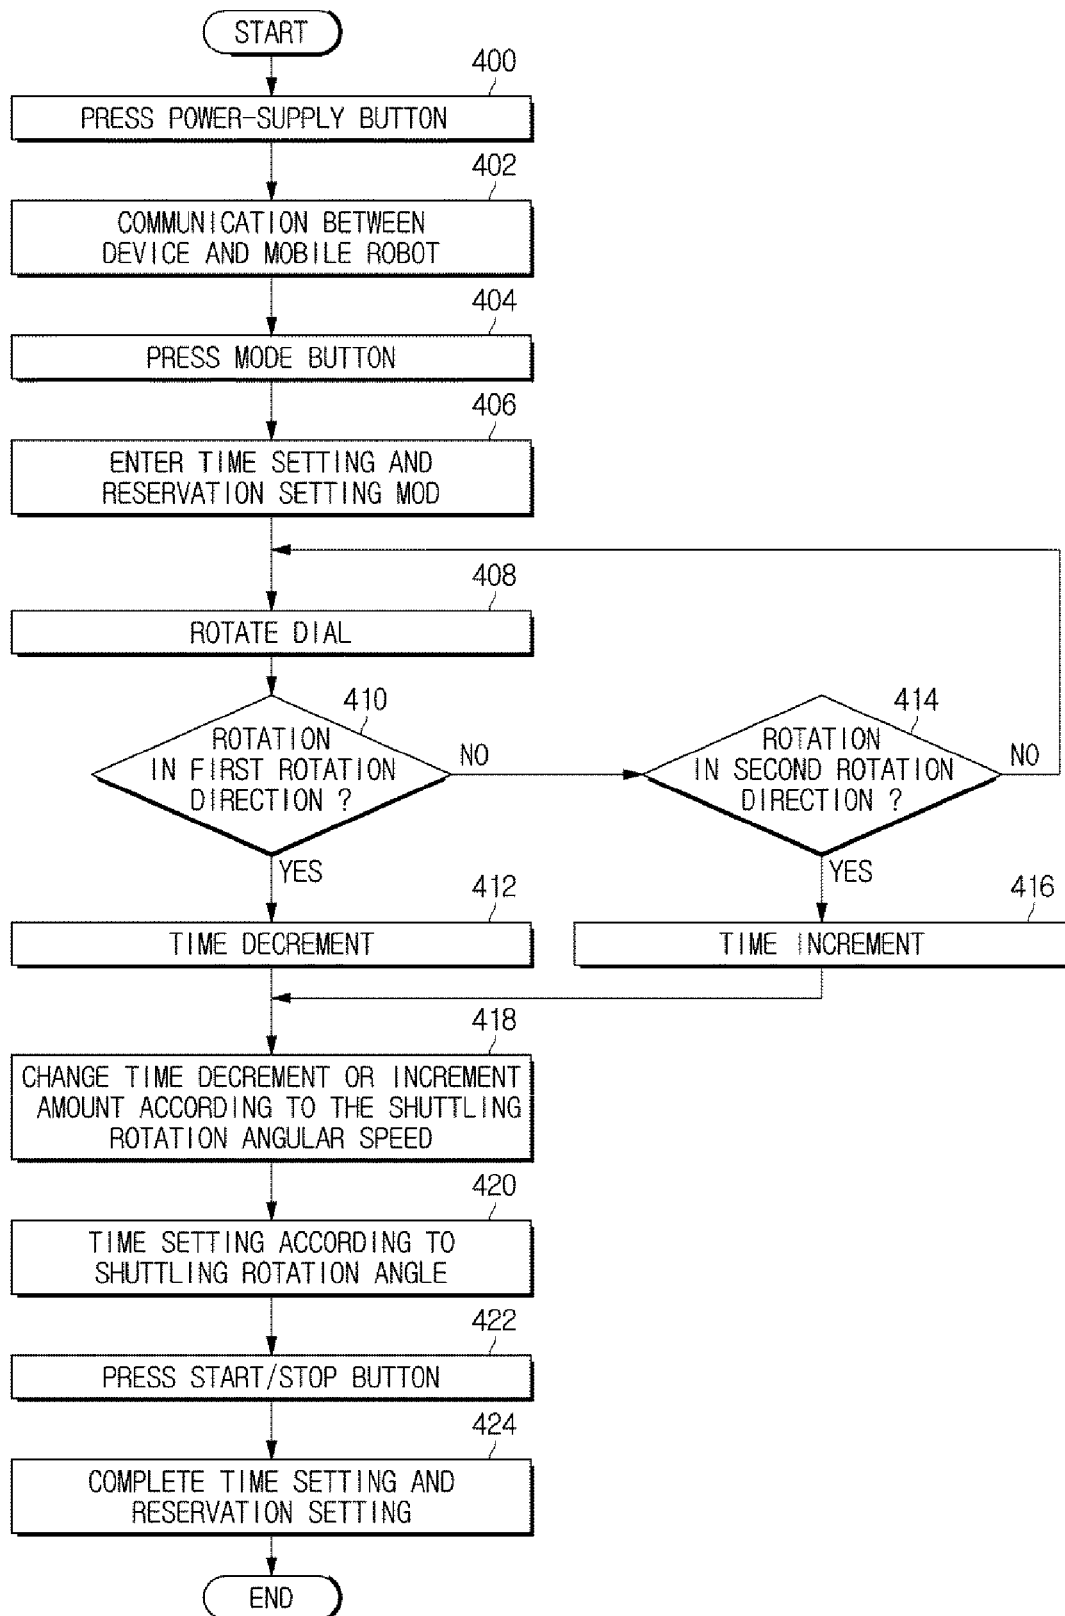 START
400
PRESS POWER-SUPPLY BUTTON
402
COMMUNICATION BETWEEN
DEVICE AND MOBILE ROBOT
404
PRESS MODE BUTTON
406
ENTER TIME SETTING AND
RESERVATION SETTING MOD
408
ROTATE DIAL
410
ROTATION
IN FIRST ROTATION
DIRECTION ?
NO
YES
414
ROTATION
IN SECOND ROTATION
DIRECTION ?
NO
YES
412
TIME DECREMENT
416
TIME INCREMENT
418
CHANGE TIME DECREMENT OR INCREMENT
AMOUNT ACCORDING TO THE SHUTTLING
ROTATION ANGULAR SPEED
420
TIME SETTING ACCORDING TO
SHUTTLING ROTATION ANGLE
422
PRESS START/STOP BUTTON
424
COMPLETE TIME SETTING AND
RESERVATION SETTING
END